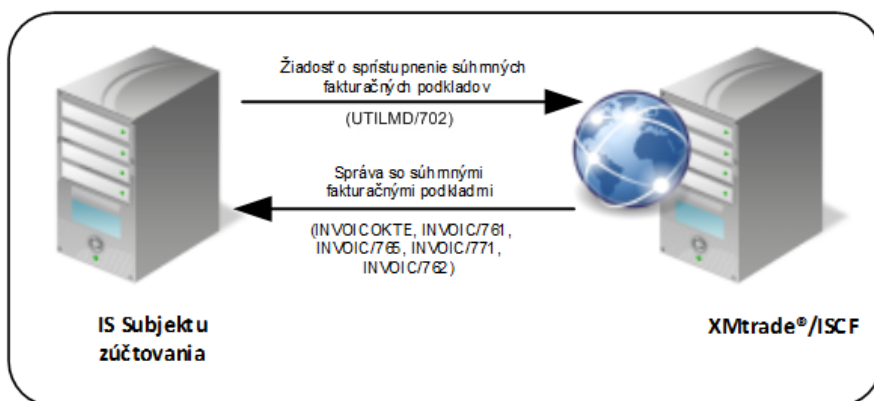 Žiadosť o sprístupnenie súhrnných
fakturačných podkladov
(UTILMD/702)
Správa so súhrnnými
fakturačnými podkladmi
(INVOICOKTE, INVOIC/761,
INVOIC/765, INVOIC/771,
INVOIC/762)
IS Subjektu
zúčtovania
XMtrade®/ISCF